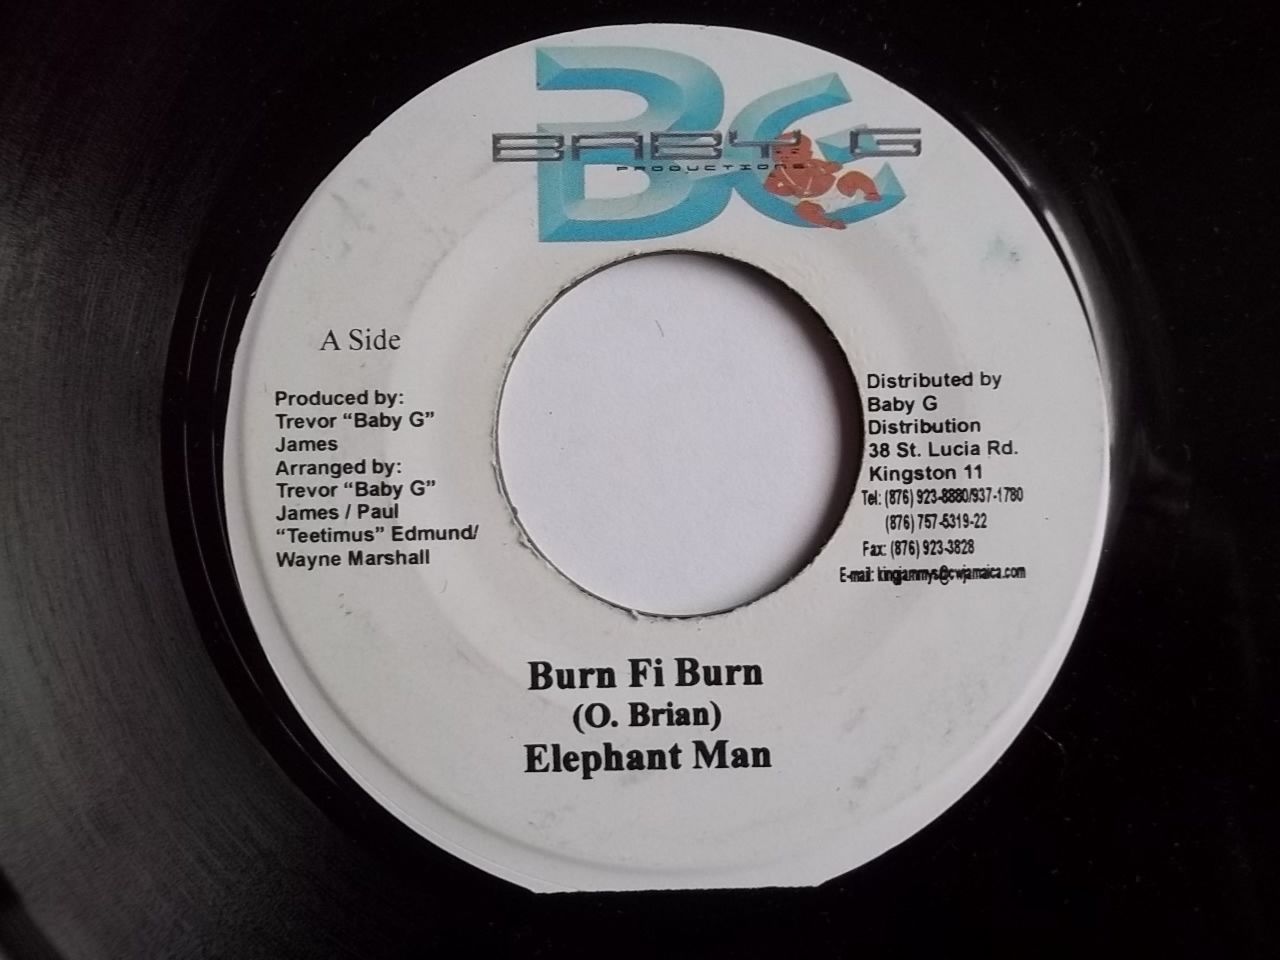 BG
BABY G
PRODUCTIONS
A Side
Produced by:
Trevor “Baby G”
James
Arranged by:
Trevor “Baby G”
James / Paul
“Teetimus” Edmund/
Wayne Marshall
Distributed by
Baby G
Distribution
38 St. Lucia Rd.
Kingston 11
Tel: (876) 923-8880/937-1780
(876) 757-5319-22
Fax: (876) 923-3828
E-mail: kingjammys@cwjamaica.com
Burn Fi Burn
(O. Brian)
Elephant Man